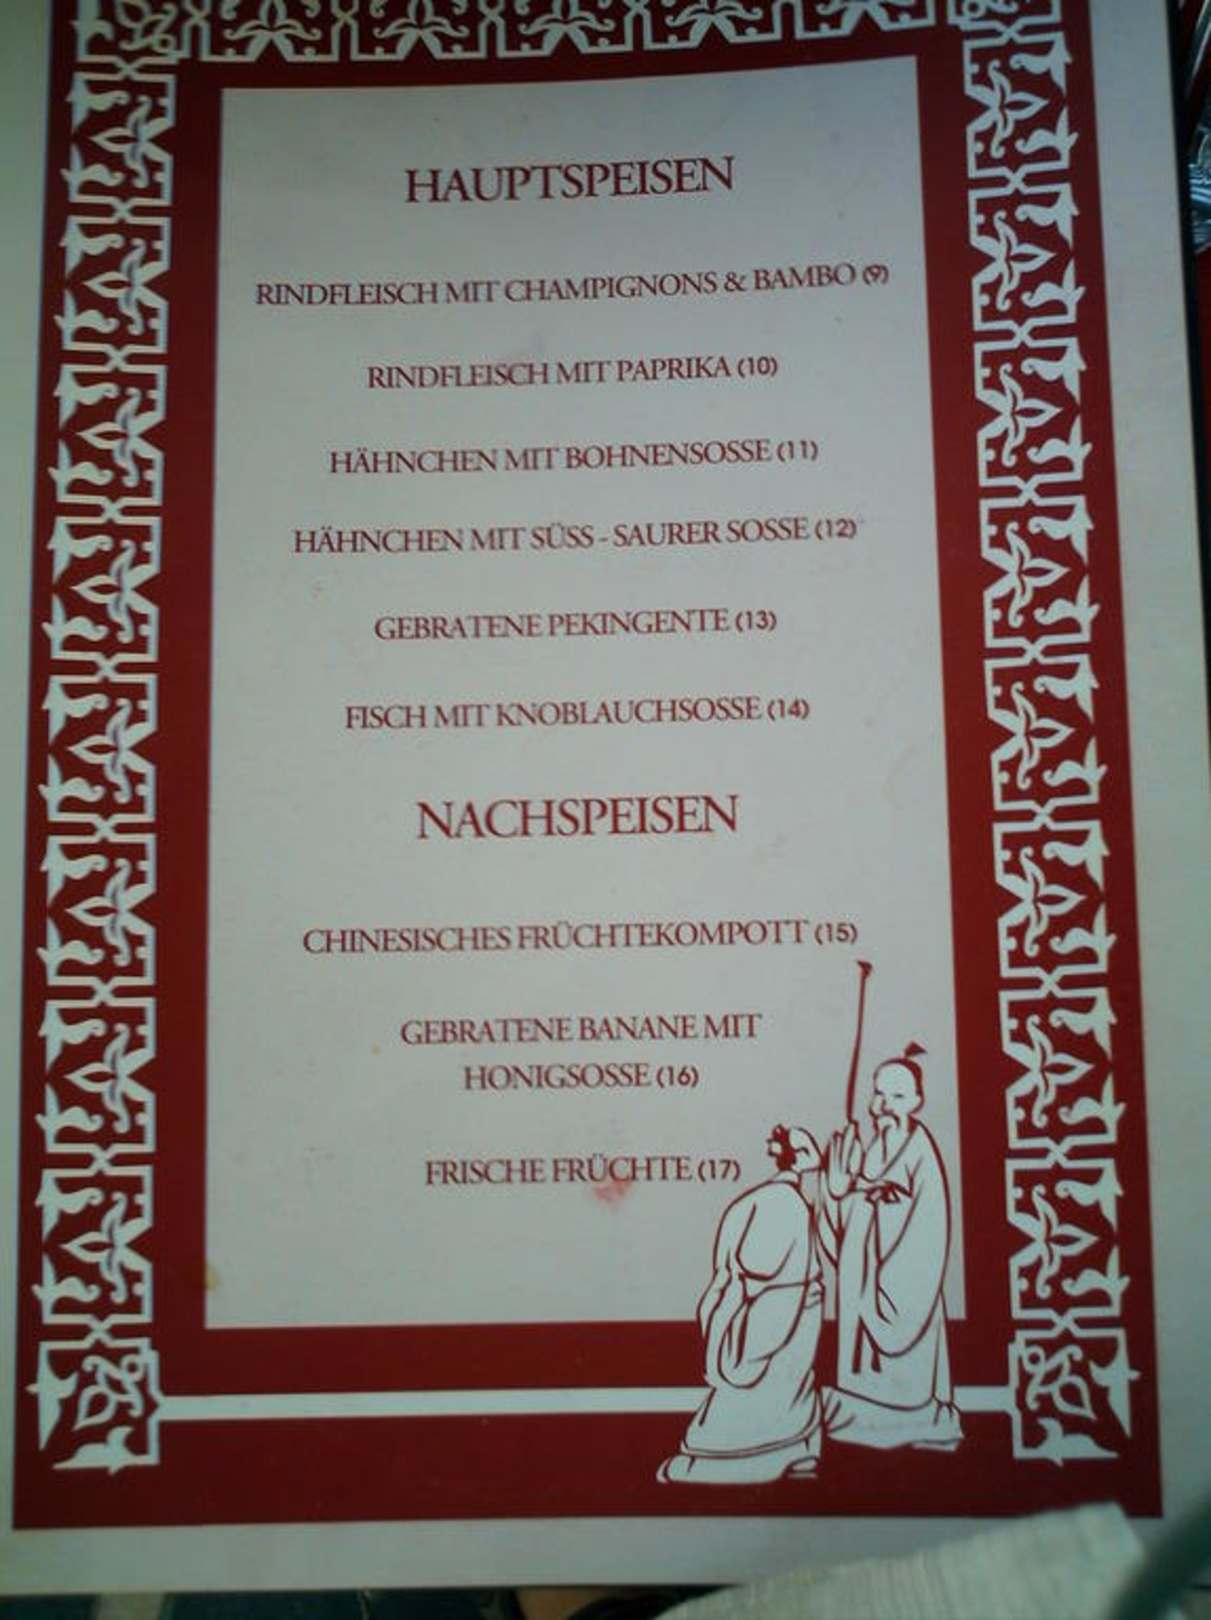 HAUPTSPEISEN
RINDFLEISCH MIT CHAMPIGNONS & BAMBO (9)
RINDFLEISCH MIT PAPRIKA (10)
HÄHNCHEN MIT BOHNENSOSSE (11)
HÄHNCHEN MIT SÜSS - SAURER SOSSE (12)
GEBRATENE PEKINGENTE (13)
FISCH MIT KNOBLAUCHSOSSE (14)
NACHSPEISEN
CHINESISCHES FRÜCHTEKOMPOTT (15)
GEBRATENE BANANE MIT
HONIGSOSSE (16)
FRISCHE FRÜCHTE (17)